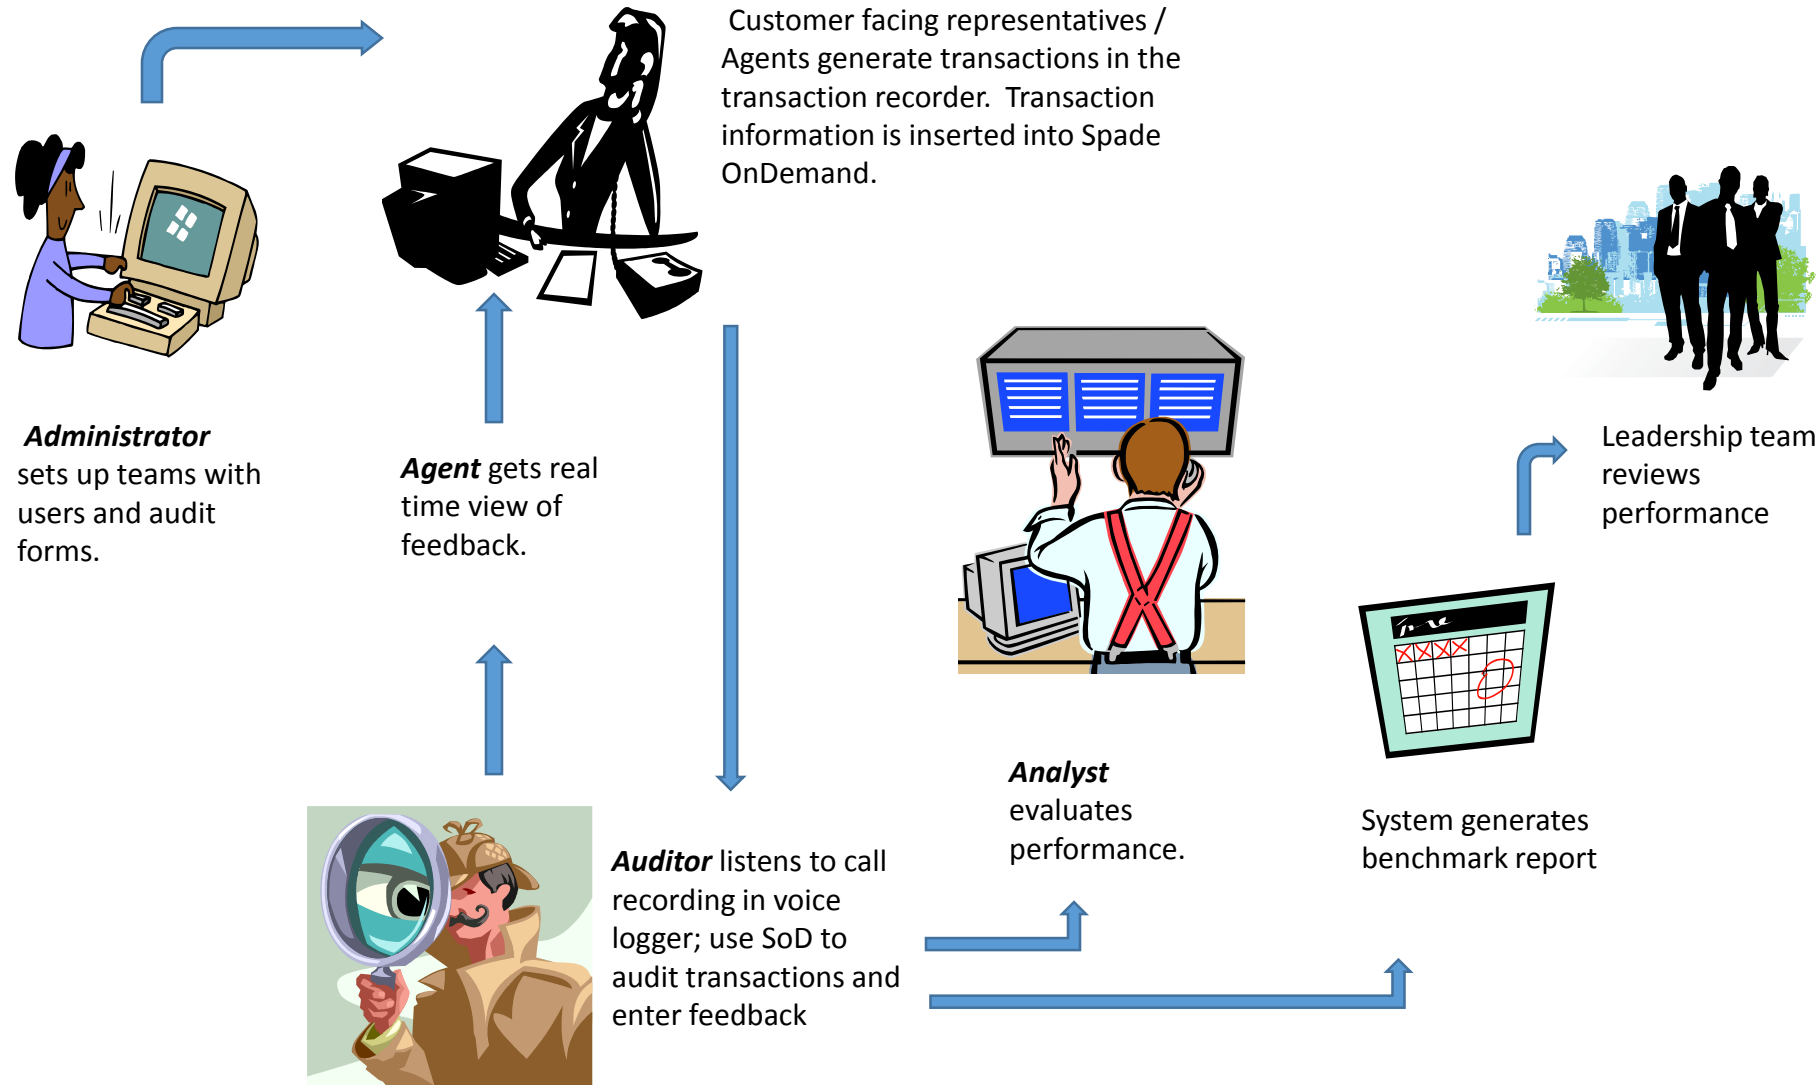 Customer facing representatives /
Agents generate transactions in the
transaction recorder.  Transaction
information is inserted into Spade
OnDemand.
Administrator
sets up teams with
users and audit
forms.
Agent gets real
time view of
feedback.
Leadership team
reviews
performance
Analyst
evaluates
performance.
System generates
benchmark report
Auditor listens to call
recording in voice
logger; use SoD to
audit transactions and
enter feedback